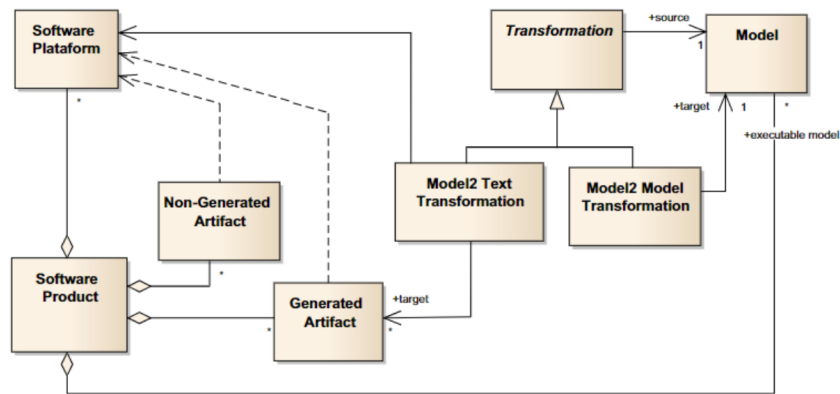 Software
Plataform
Transformation
+source
1
Model
*
+target
1
*
+executable model
Non-Generated
Artifact
*
Model2 Text
Transformation
Model2 Model
Transformation
Software
Product
Generated
Artifact
*
+target
*